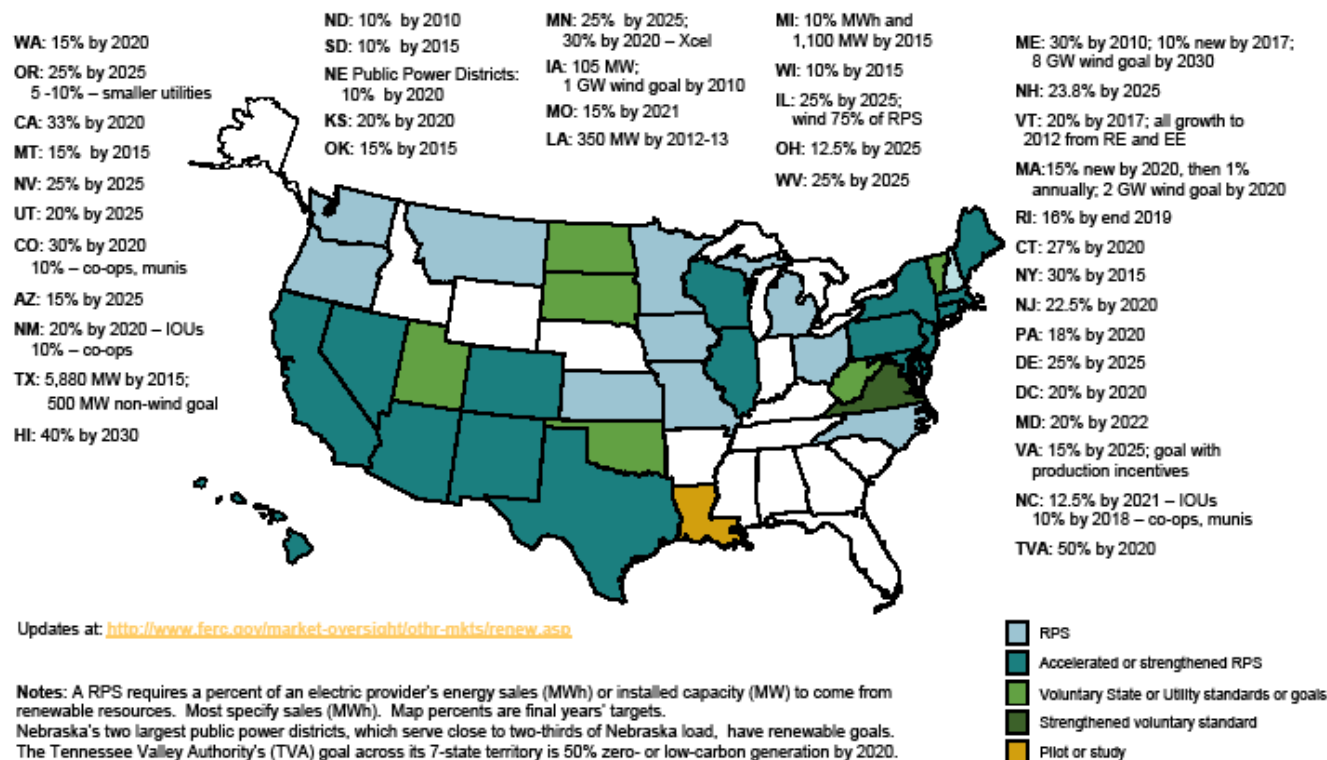 WA: 15% by 2020
OR: 25% by 2025
5 -10% – smaller utilities
CA: 33% by 2020
MT: 15% by 2015
NV: 25% by 2025
UT: 20% by 2025
CO: 30% by 2020
10% – co-ops, munis
AZ: 15% by 2025
NM: 20% by 2020 – IOUs
10% – co-ops
TX: 5,880 MW by 2015;
500 MW non-wind goal
HI: 40% by 2030
ND: 10% by 2010
SD: 10% by 2015
NE Public Power Districts:
10% by 2020
KS: 20% by 2020
OK: 15% by 2015
MN: 25% by 2025;
30% by 2020 – Xcel
IA: 105 MW;
1 GW wind goal by 2010
MO: 15% by 2021
LA: 350 MW by 2012-13
MI: 10% MWh and
1,100 MW by 2015
WI: 10% by 2015
IL: 25% by 2025;
wind 75% of RPS
OH: 12.5% by 2025
WV: 25% by 2025
ME: 30% by 2010; 10% new by 2017;
8 GW wind goal by 2030
NH: 23.8% by 2025
VT: 20% by 2017; all growth to
2012 from RE and EE
MA:15% new by 2020, then 1%
annually; 2 GW wind goal by 2020
RI: 16% by end 2019
CT: 27% by 2020
NY: 30% by 2015
NJ: 22.5% by 2020
PA: 18% by 2020
DE: 25% by 2025
DC: 20% by 2020
MD: 20% by 2022
VA: 15% by 2025; goal with
production incentives
NC: 12.5% by 2021 – IOUs
10% by 2018 – co-ops, munis
TVA: 50% by 2020
Updates at: http://www.ferc.gov/market-oversight/othr-mkts/renew.asp
RPS
Accelerated or strengthened RPS
Voluntary State or Utility standards or goals
Strengthened voluntary standard
Pilot or study
Notes: A RPS requires a percent of an electric provider's energy sales (MWh) or installed capacity (MW) to come from
renewable resources. Most specify sales (MWh). Map percents are final years' targets.
Nebraska's two largest public power districts, which serve close to two-thirds of Nebraska load, have renewable goals.
The Tennessee Valley Authority's (TVA) goal across its 7-state territory is 50% zero- or low-carbon generation by 2020.